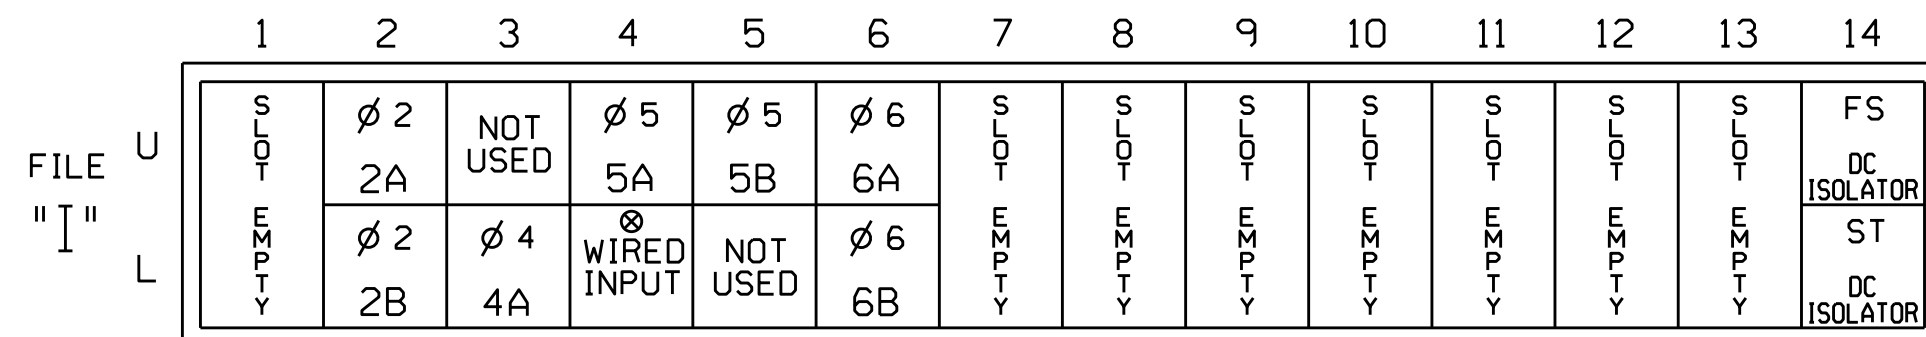 1 2 3 4 5 6 7 8 9 10 11 12 13 14
FILE
"I"
U
L
SLOT EMPTY
Ø 2
2A
Ø 2
2B
NOT
USED
Ø 4
4A
Ø 5
5A
⊗
WIRED
INPUT
Ø 5
5B
NOT
USED
Ø 6
6A
Ø 6
6B
SLOT EMPTY
SLOT EMPTY
SLOT EMPTY
SLOT EMPTY
SLOT EMPTY
SLOT EMPTY
SLOT EMPTY
FS
DC
ISOLATOR
ST
DC
ISOLATOR